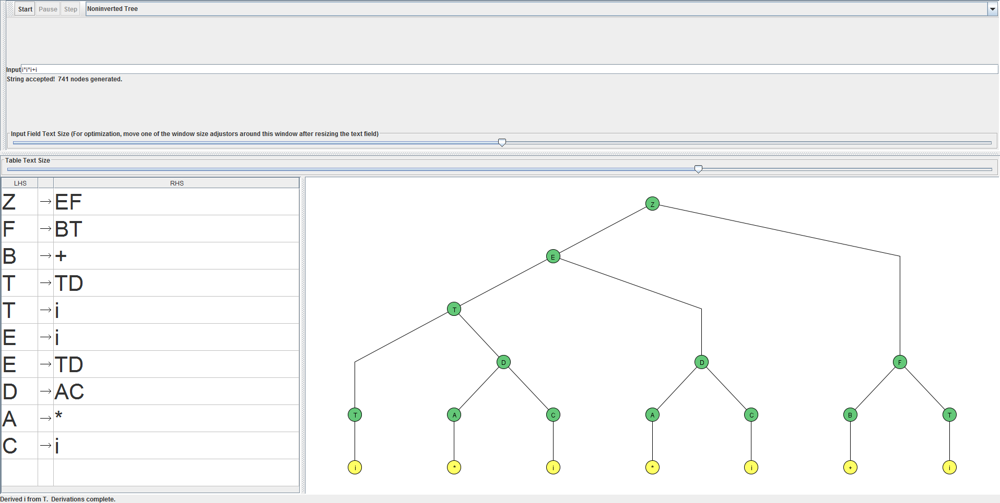 Start Pause Step Noninverted Tree
Input i*i*i+i
String accepted! 741 nodes generated.
Input Field Text Size (For optimization, move one of the window size adjustors around this window after resizing the text field)
Table Text Size
LHS RHS
Z → EF
F → BT
B → +
T → TD
T → i
E → i
E → TD
D → AC
A → *
C → i
Z
E
T
D D F
T A C A C B T
i * i * i + i
Derived i from T. Derivations complete.